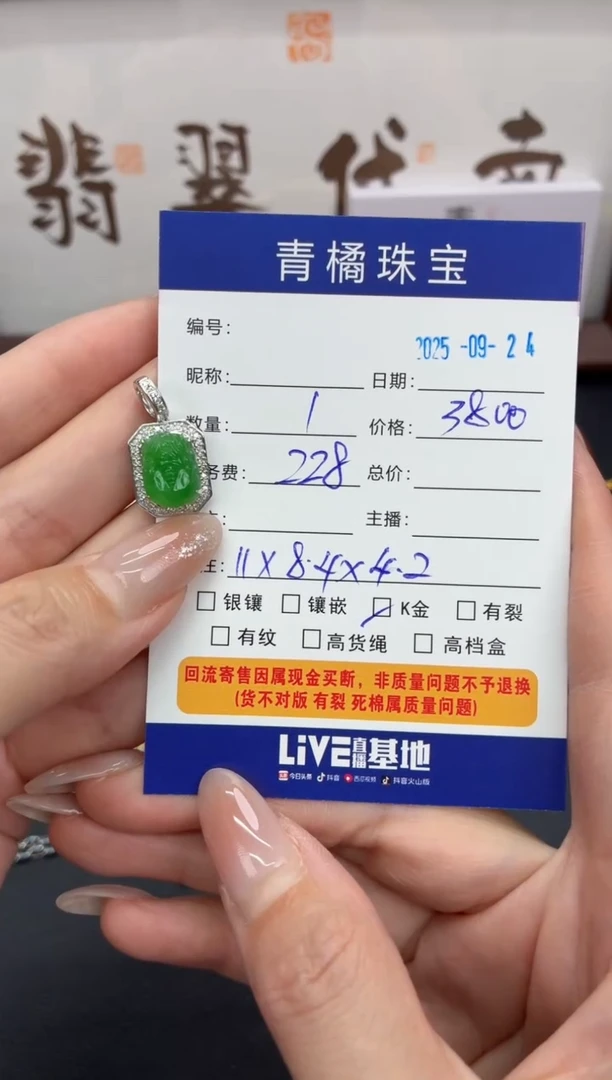 翡翠代
青橘珠宝
编号:
2025-09-24
昵称: 日期:
数量: 1 价格: 3800
务费: 228 总价:
主播:
注: 11X8.4X4.2
银镶 镶嵌 K金 有裂
有纹 高货绳 高档盒
回流寄售因属现金买断，非质量问题不予退换
(货不对版 有裂 死棉属质量问题)
LiVE直播基地
今日头条 抖音 西瓜视频 抖音火山版